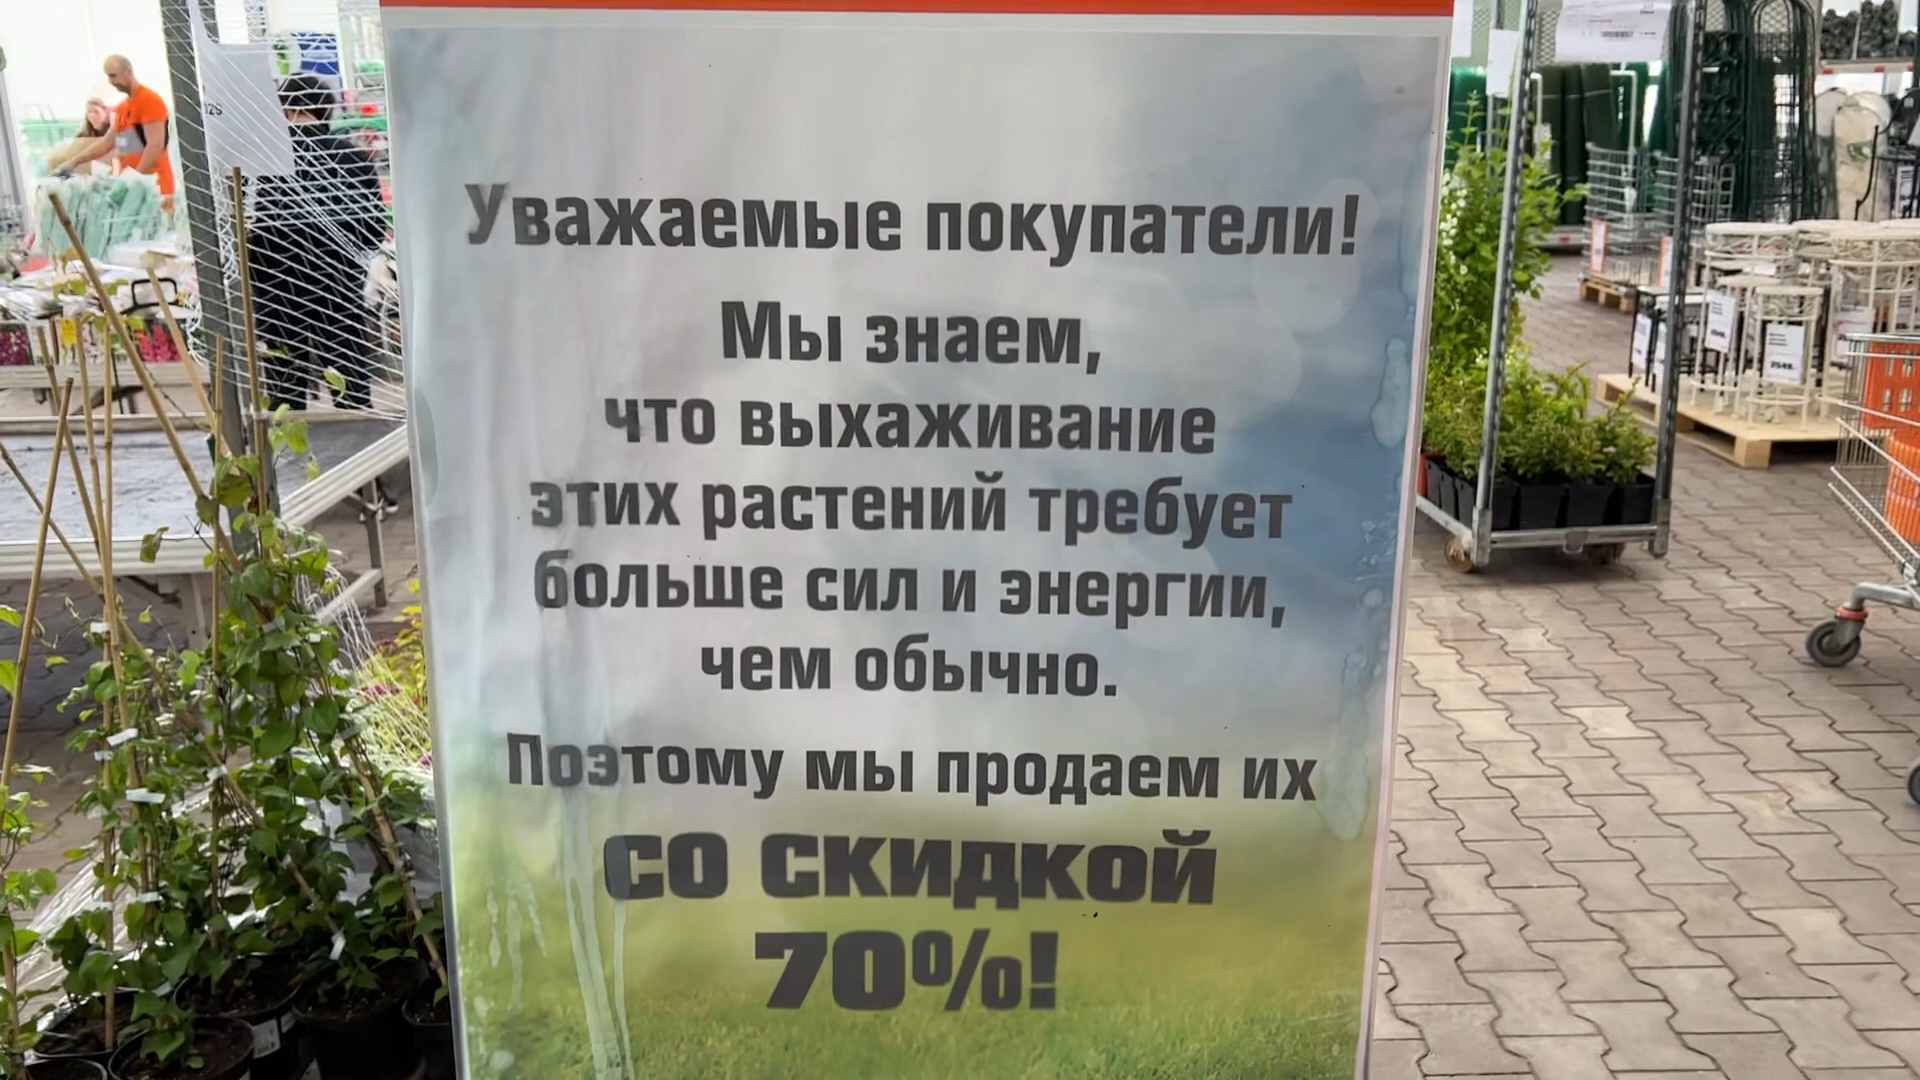 Уважаемые покупатели!
Мы знаем,
что выхаживание
этих растений требует
больше сил и энергии,
чем обычно.
Поэтому мы продаем их
СО СКИДКОЙ
70%!